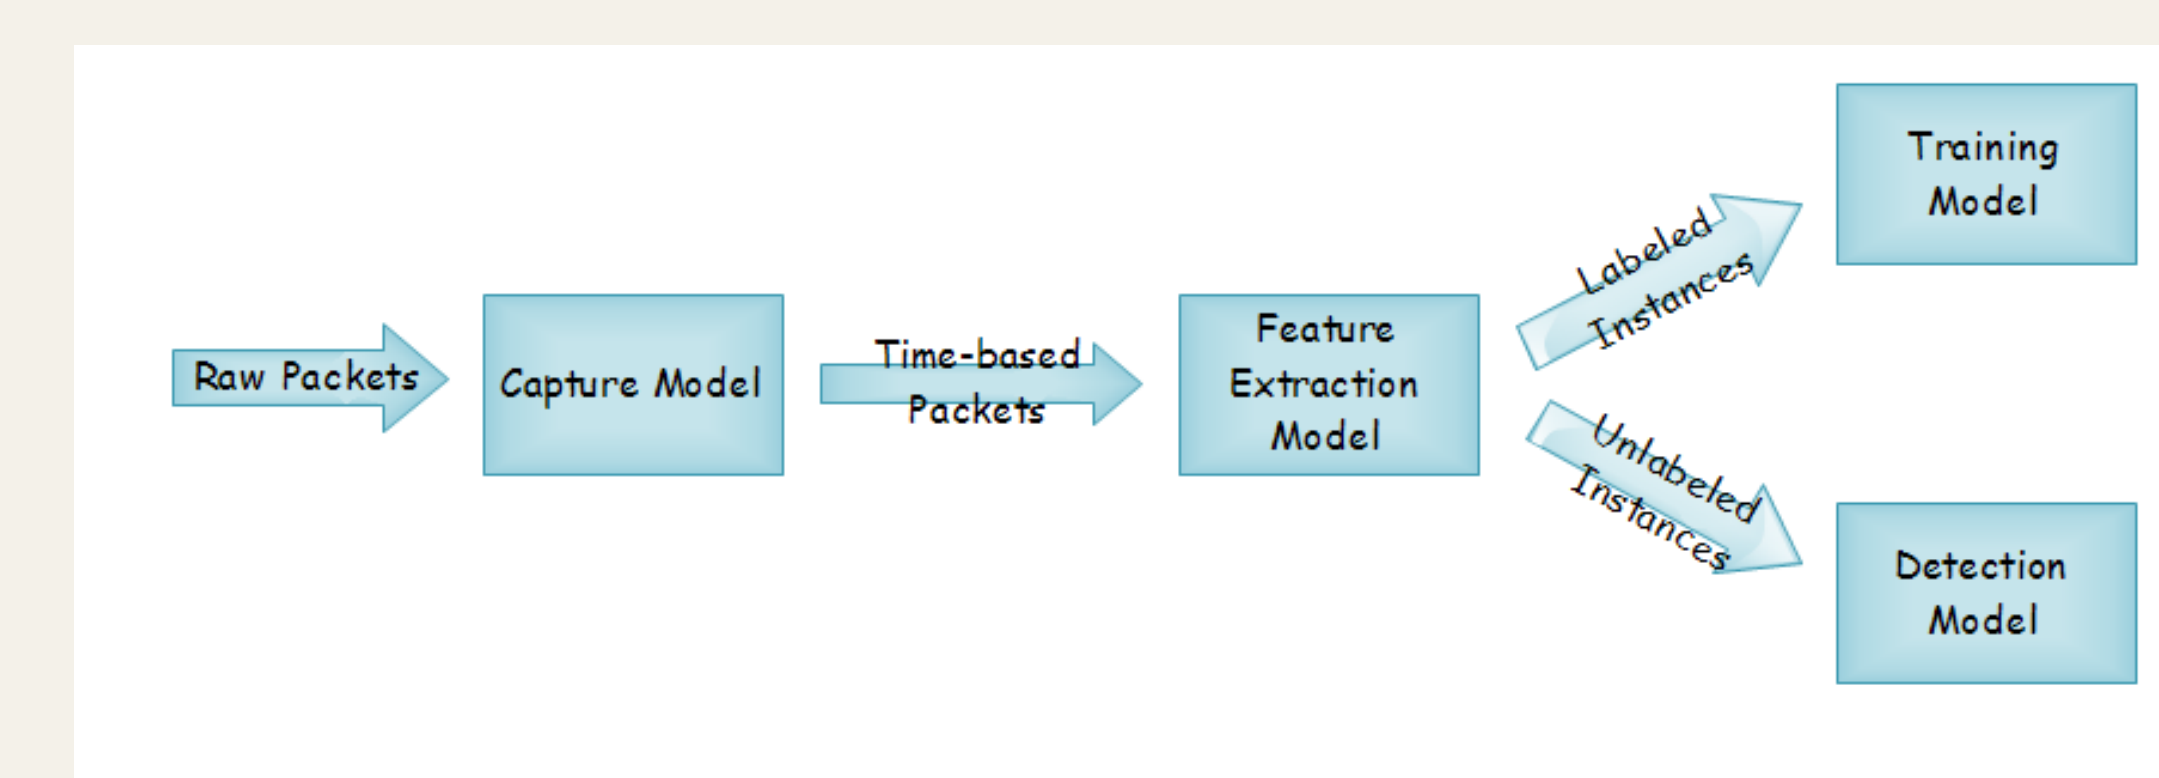 Raw Packets
Capture Model
Time-based
Packets
Feature
Extraction
Model
Labeled
Instances
Unlabeled
Instances
Training
Model
Detection
Model